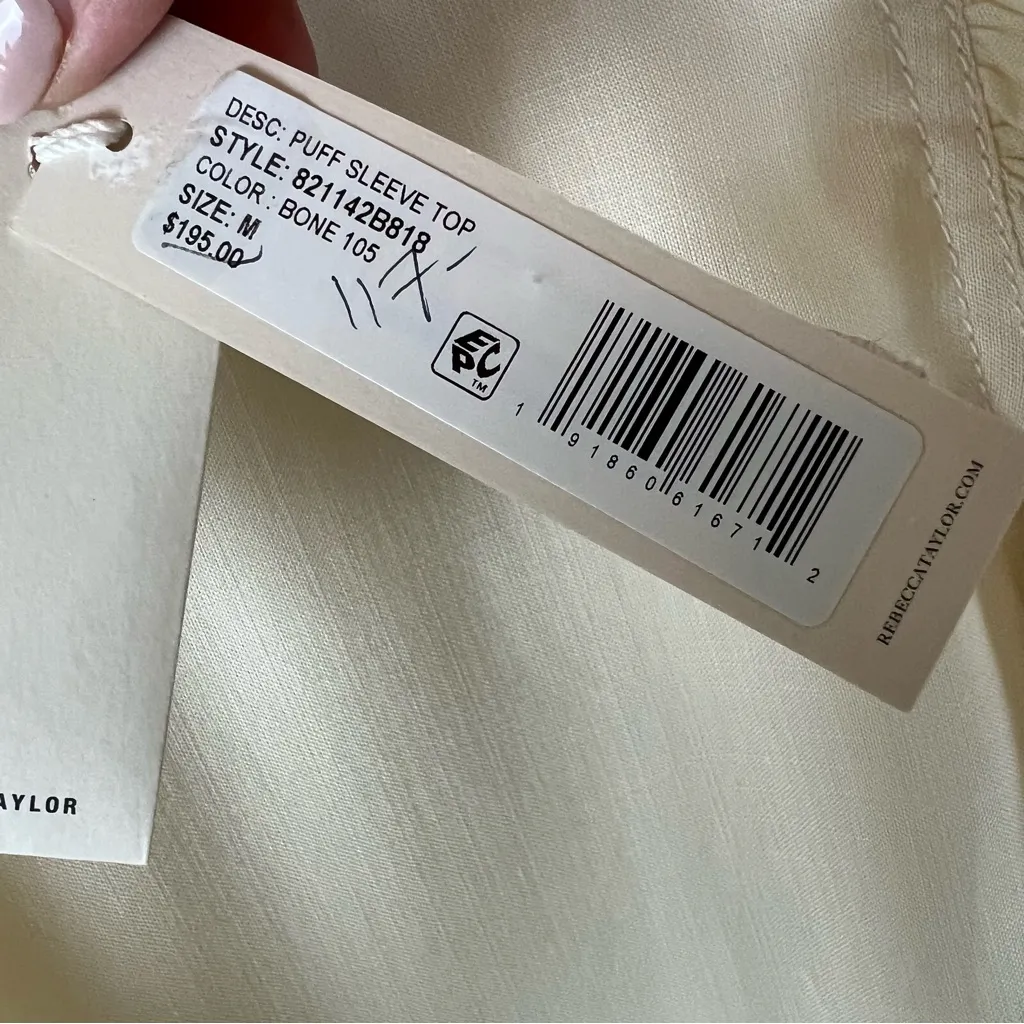 DESC: PUFF SLEEVE TOP
STYLE: 821142B818
COLOR : BONE 105
SIZE: M
$195.00
EPC
TM
1 91860 61671 2
REBECCATAYLOR.COM
AYLOR